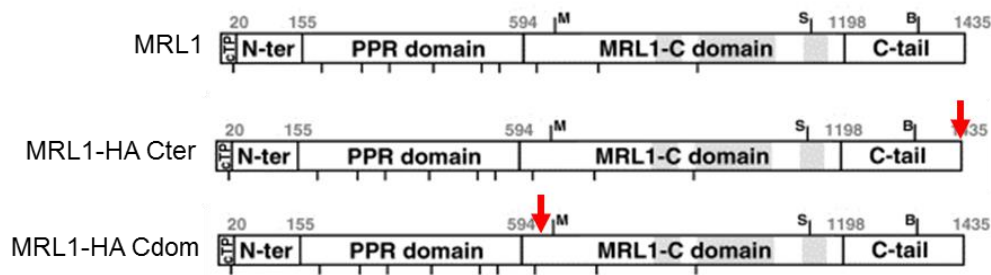 20 155 594 M S 1198 B 1435
MRL1 cTP N-ter PPR domain MRL1-C domain C-tail
20 155 594 M S 1198 B 1435
MRL1-HA Cter cTP N-ter PPR domain MRL1-C domain C-tail
20 155 594 M S 1198 B 1435
MRL1-HA Cdom cTP N-ter PPR domain MRL1-C domain C-tail